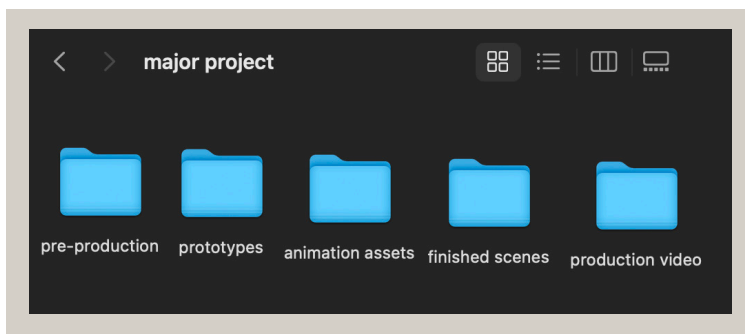 major project
pre-production
prototypes
animation assets
finished scenes
production video